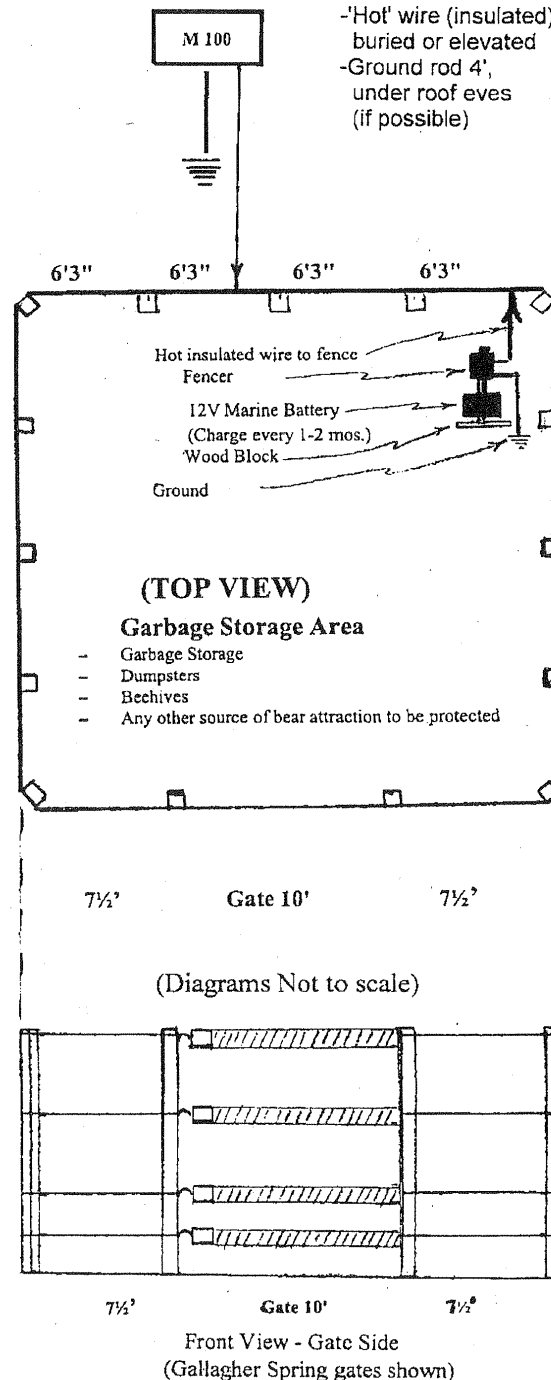 M 100
-'Hot' wire (insulated)
buried or elevated
-Ground rod 4',
under roof eves
(if possible)
6'3" 6'3" 6'3" 6'3"
Hot insulated wire to fence
Fencer
12V Marine Battery
(Charge every 1-2 mos.)
Wood Block
Ground
(TOP VIEW)
Garbage Storage Area
- Garbage Storage
- Dumpsters
- Beehives
- Any other source of bear attraction to be protected
7½' Gate 10' 7½'
(Diagrams Not to scale)
7½' Gate 10' 7½'
Front View - Gate Side
(Gallagher Spring gates shown)